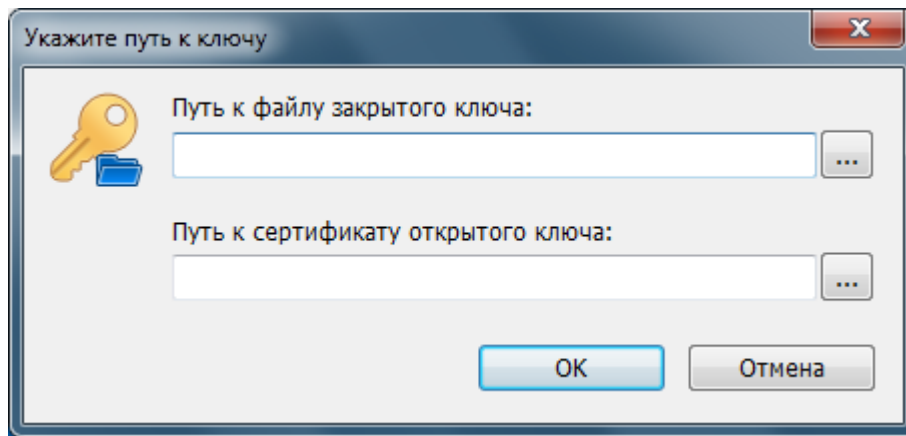 Укажите путь к ключу
Путь к файлу закрытого ключа:
...
Путь к сертификату открытого ключа:
...
OK
Отмена